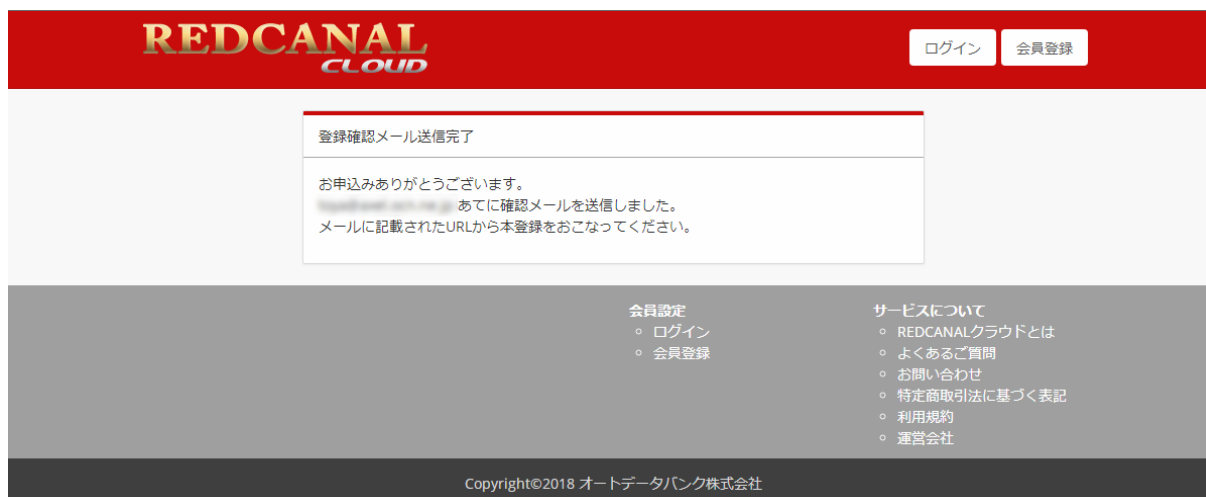 REDCANAL
CLOUD
ログイン
会員登録
登録確認メール送信完了
お申込みありがとうございます。
あてに確認メールを送信しました。
メールに記載されたURLから本登録をおこなってください。
会員設定
ログイン
会員登録
サービスについて
REDCANALクラウドとは
よくあるご質問
お問い合わせ
特定商取引法に基づく表記
利用規約
運営会社
Copyright©2018 オートデータバンク株式会社